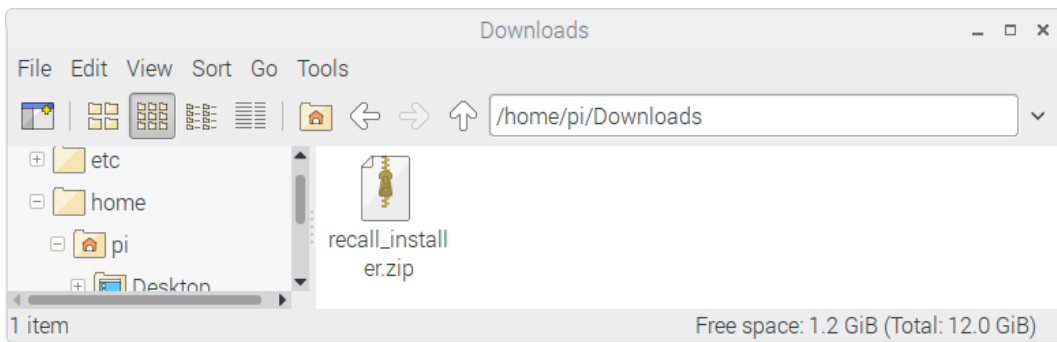 Downloads
File Edit View Sort Go Tools
/home/pi/Downloads
etc
home
pi
Desktop
recall_install
er.zip
1 item
Free space: 1.2 GiB (Total: 12.0 GiB)